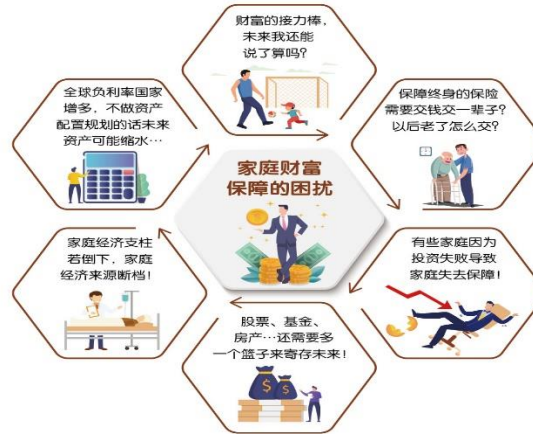 财富的接力棒，
未来我还能
说了算吗？
保障终身的保险
需要交钱交一辈子？
以后老了怎么交？
有些家庭因为
投资失败导致
家庭失去保障！
股票、基金、
房产…还需要多
一个篮子来寄存未来！
家庭经济支柱
若倒下，家庭
经济来源断档！
全球负利率国家
增多，不做资产
配置规划的话未来
资产可能缩水…
家庭财富
保障的困扰